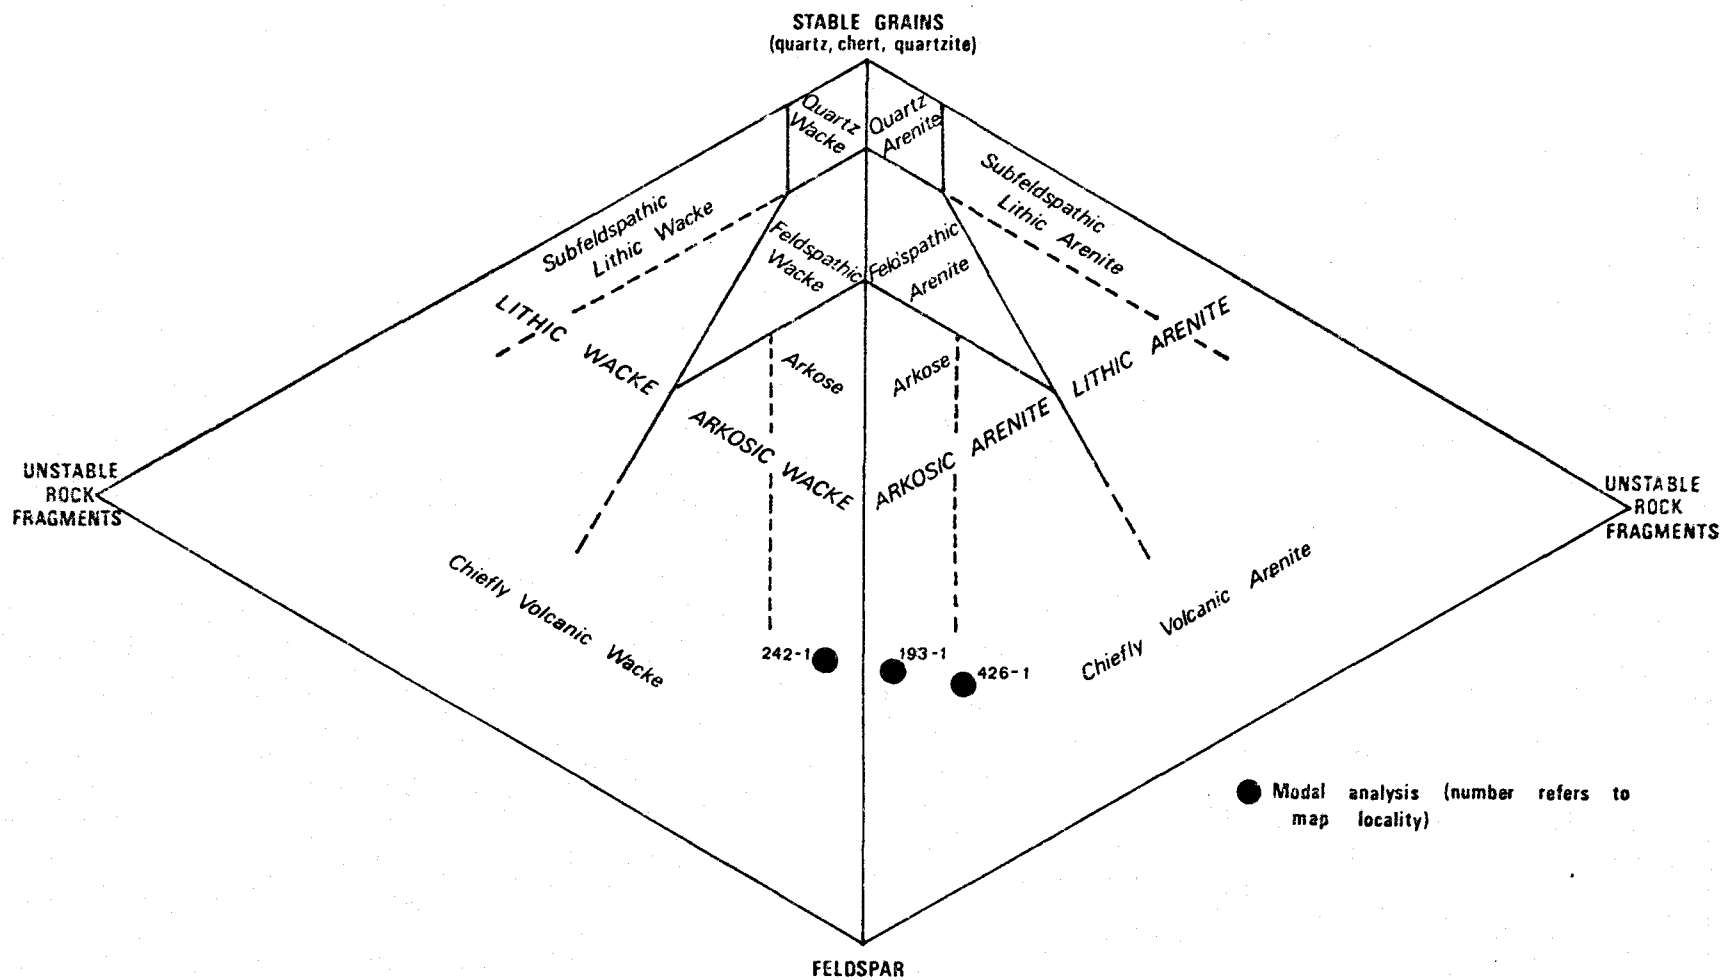 STABLE GRAINS
(quartz, chert, quartzite)
Quartz
Wacke
Quartz
Arenite
Subfeldspathic
Lithic Wacke
Subfeldspathic
Lithic Arenite
Feldspathic
Wacke
Feldspathic
Arenite
LITHIC WACKE
LITHIC ARENITE
Arkose
Arkose
ARKOSIC WACKE
ARKOSIC ARENITE
UNSTABLE
ROCK
FRAGMENTS
UNSTABLE
ROCK
FRAGMENTS
Chiefly Volcanic Wacke
Chiefly Volcanic Arenite
242-1
193-1
426-1
Modal analysis (number refers to
map locality)
FELDSPAR